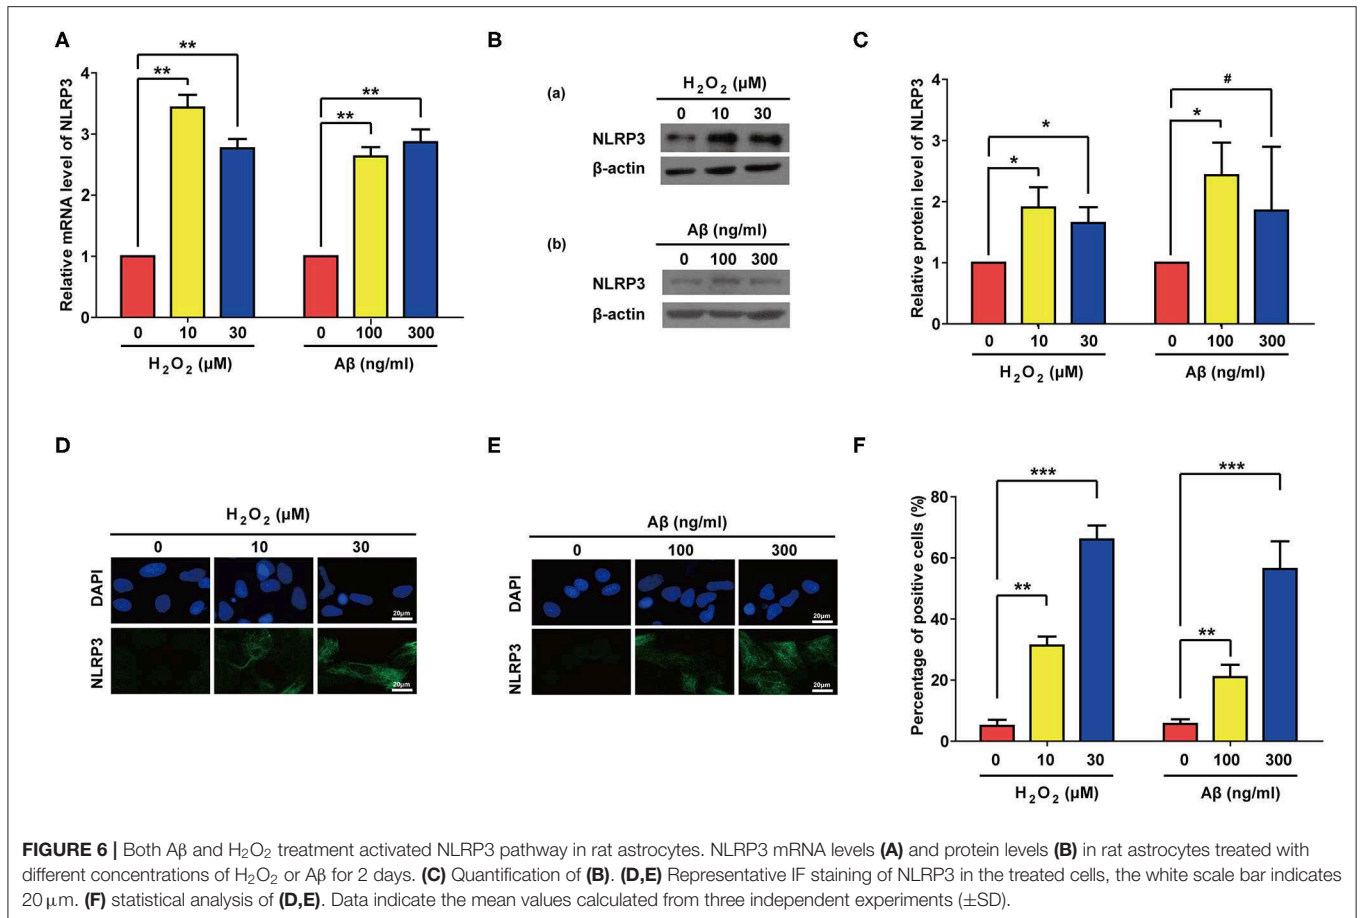 A
Relative mRNA level of NLRP3
4
3
2
1
0
**
**
**
**
0 10 30 0 100 300
H2O2 (μM) Aβ (ng/ml)
B
(a)
H2O2 (μM)
0 10 30
NLRP3
β-actin
(b)
Aβ (ng/ml)
0 100 300
NLRP3
β-actin
C
Relative protein level of NLRP3
4
3
2
1
0
*
*
#
*
0 10 30 0 100 300
H2O2 (μM) Aβ (ng/ml)
D
H2O2 (μM)
0 10 30
DAPI
20μm
NLRP3
20μm
E
Aβ (ng/ml)
0 100 300
DAPI
20μm
NLRP3
20μm
F
Percentage of positive cells (%)
80
60
40
20
0
***
**
***
**
0 10 30 0 100 300
H2O2 (μM) Aβ (ng/ml)
FIGURE 6 | Both Aβ and H2O2 treatment activated NLRP3 pathway in rat astrocytes. NLRP3 mRNA levels (A) and protein levels (B) in rat astrocytes treated with
different concentrations of H2O2 or Aβ for 2 days. (C) Quantification of (B). (D,E) Representative IF staining of NLRP3 in the treated cells, the white scale bar indicates
20 μm. (F) statistical analysis of (D,E). Data indicate the mean values calculated from three independent experiments (±SD).